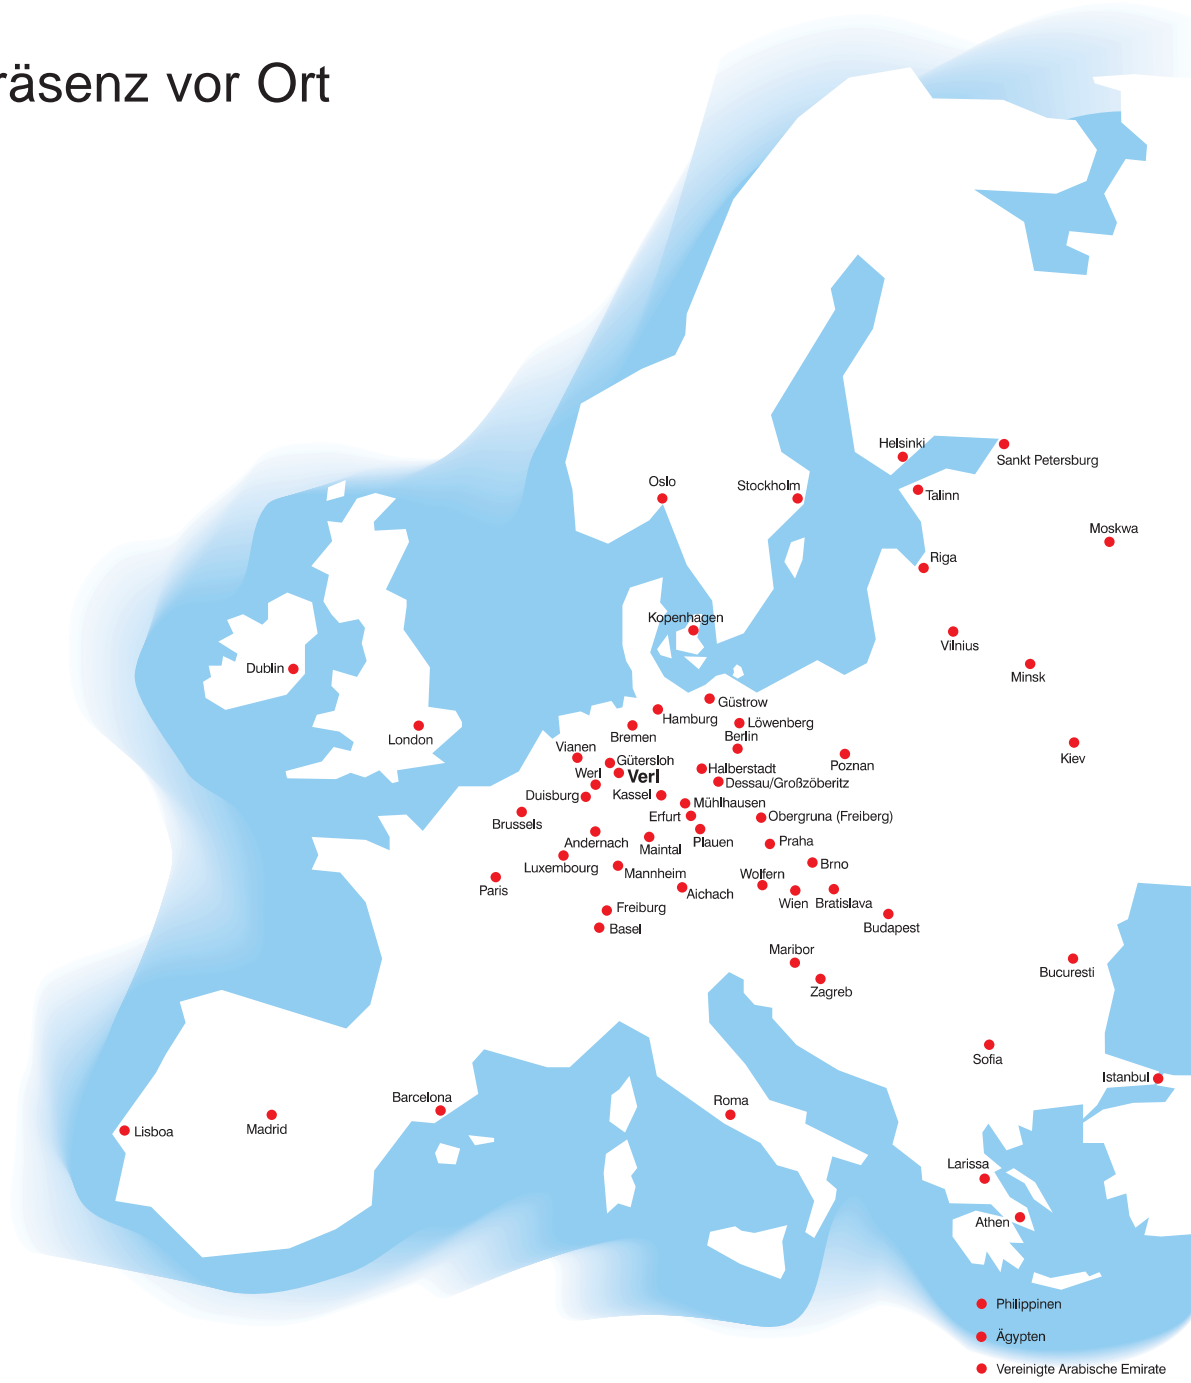 räsenz vor Ort
Helsinki
Sankt Petersburg
Oslo
Stockholm
Talinn
Moskwa
Riga
Kopenhagen
Vilnius
Dublin
Minsk
Güstrow
Hamburg
Löwenberg
London
Bremen
Berlin
Vianen
Kiev
Gütersloh
Poznan
Halberstadt
Werl
Verl
Dessau/Großzöberitz
Duisburg
Kassel
Mühlhausen
Brussels
Erfurt
Obergruna (Freiberg)
Andernach
Maintal
Plauen
Praha
Luxembourg
Brno
Mannheim
Wolfern
Paris
Aichach
Wien
Bratislava
Freiburg
Budapest
Basel
Maribor
Bucuresti
Zagreb
Sofia
Istanbul
Barcelona
Roma
Lisboa
Madrid
Larissa
Athen
Philippinen
Ägypten
Vereinigte Arabische Emirate